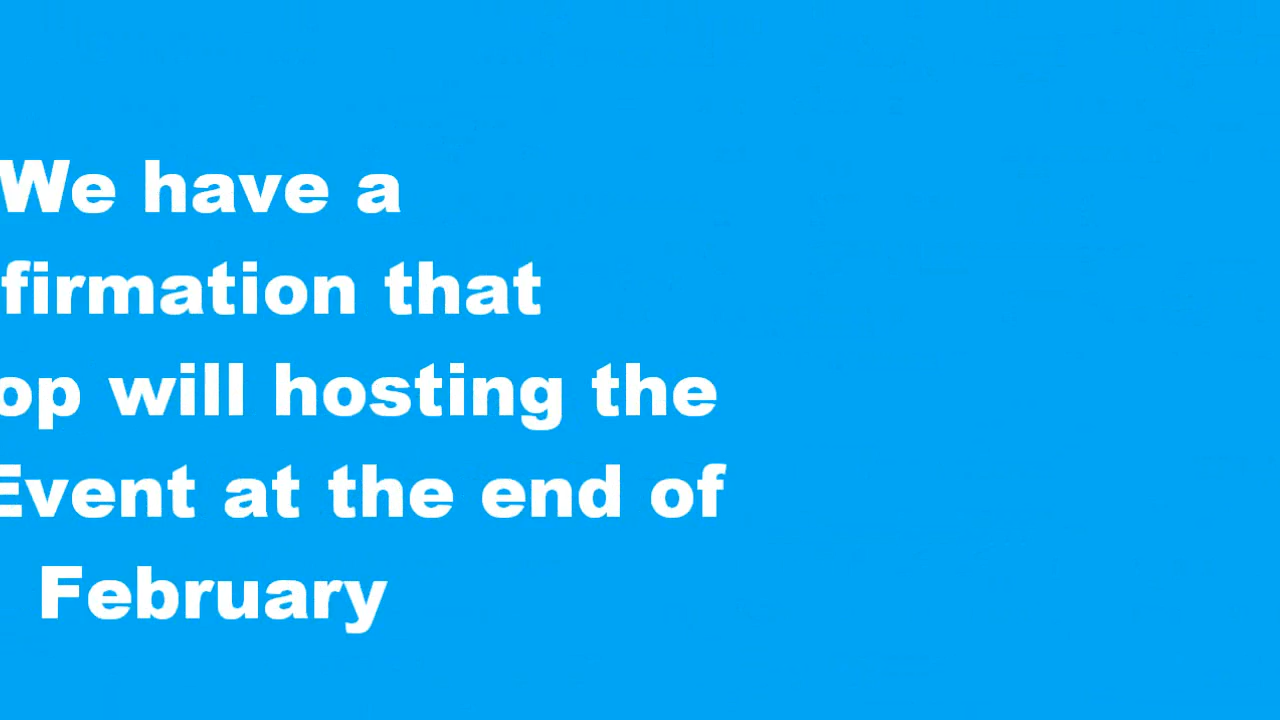 We have a
firmation that
op will hosting the
Event at the end of
February